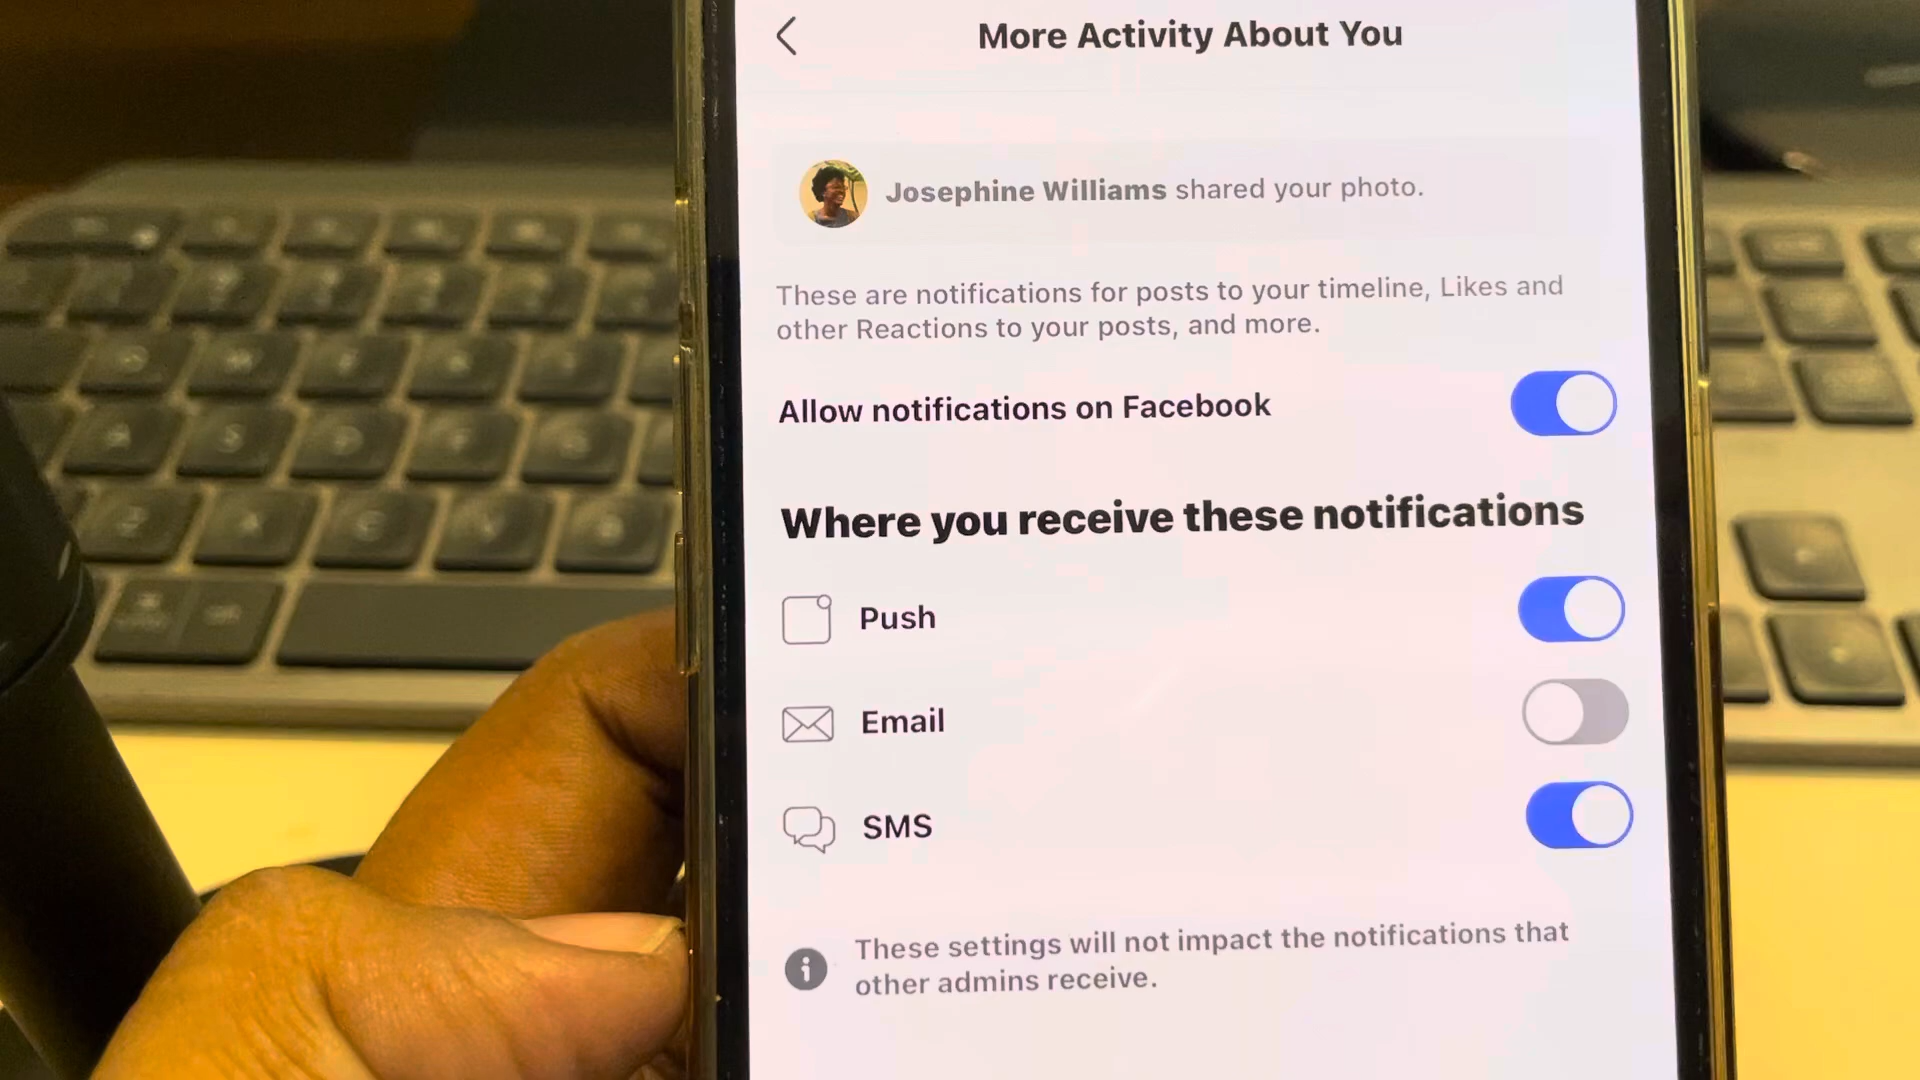 More Activity About You
Josephine Williams shared your photo.
These are notifications for posts to your timeline, Likes and
other Reactions to your posts, and more.
Allow notifications on Facebook
Where you receive these notifications
Push
Email
SMS
These settings will not impact the notifications that
other admins receive.